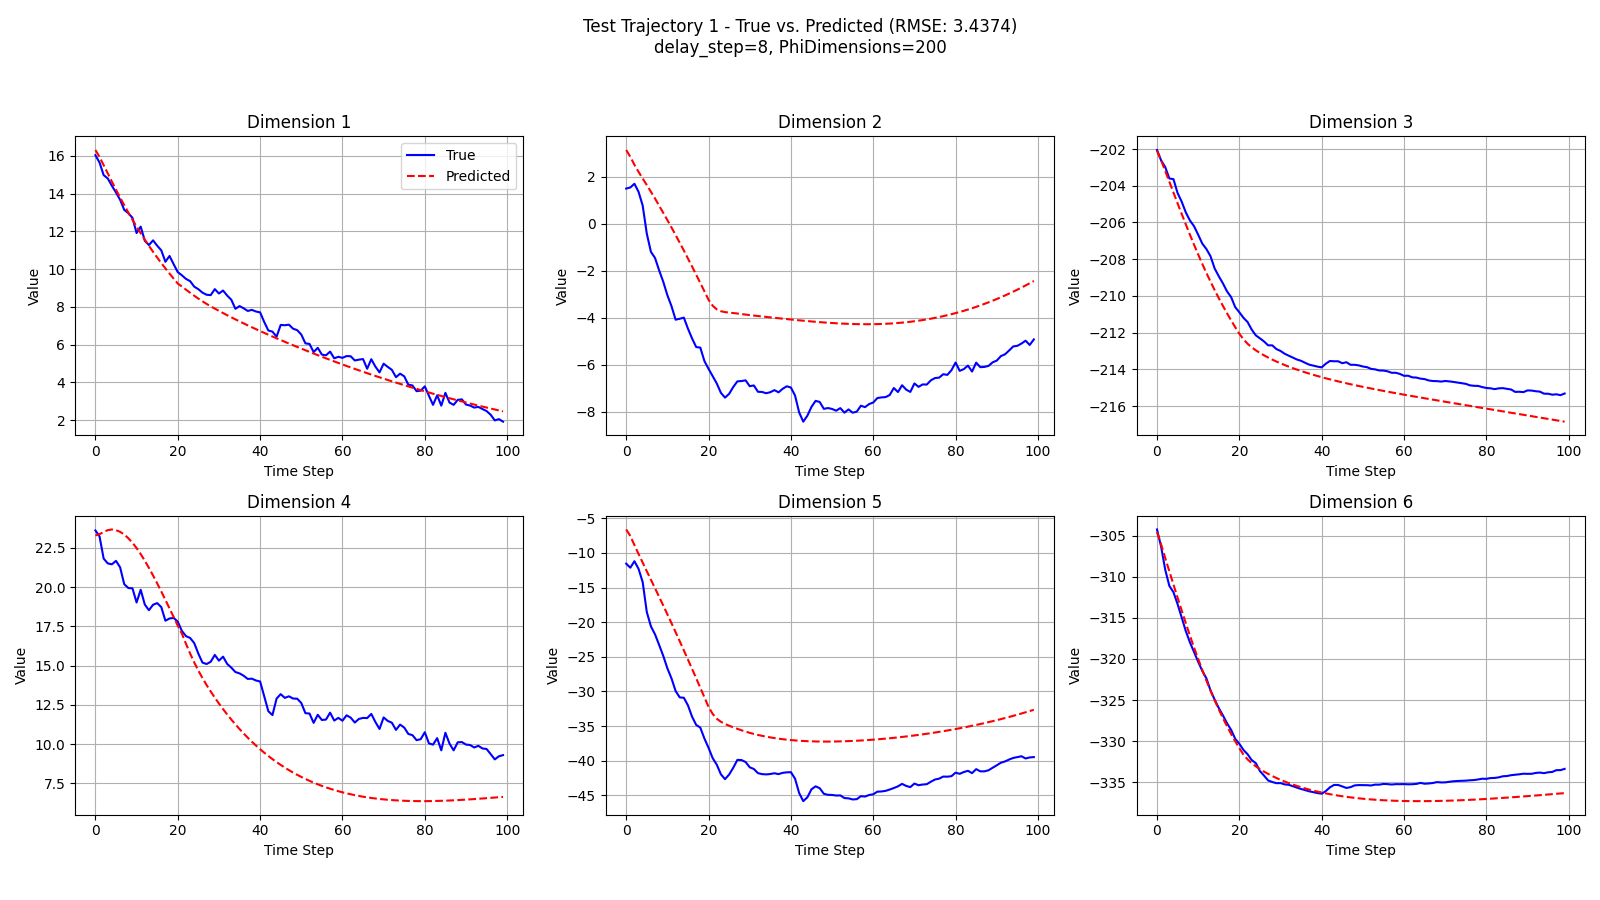 Test Trajectory 1 - True vs. Predicted (RMSE: 3.4374)
delay_step=8, PhiDimensions=200
Dimension 1
16
14
12
10
8
6
4
2
Value
0 20 40 60 80 100
Time Step
True
Predicted
Dimension 2
2
0
−2
−4
−6
−8
Value
0 20 40 60 80 100
Time Step
Dimension 3
−202
−204
−206
−208
−210
−212
−214
−216
Value
0 20 40 60 80 100
Time Step
Dimension 4
22.5
20.0
17.5
15.0
12.5
10.0
7.5
Value
0 20 40 60 80 100
Time Step
Dimension 5
−5
−10
−15
−20
−25
−30
−35
−40
−45
Value
0 20 40 60 80 100
Time Step
Dimension 6
−305
−310
−315
−320
−325
−330
−335
Value
0 20 40 60 80 100
Time Step